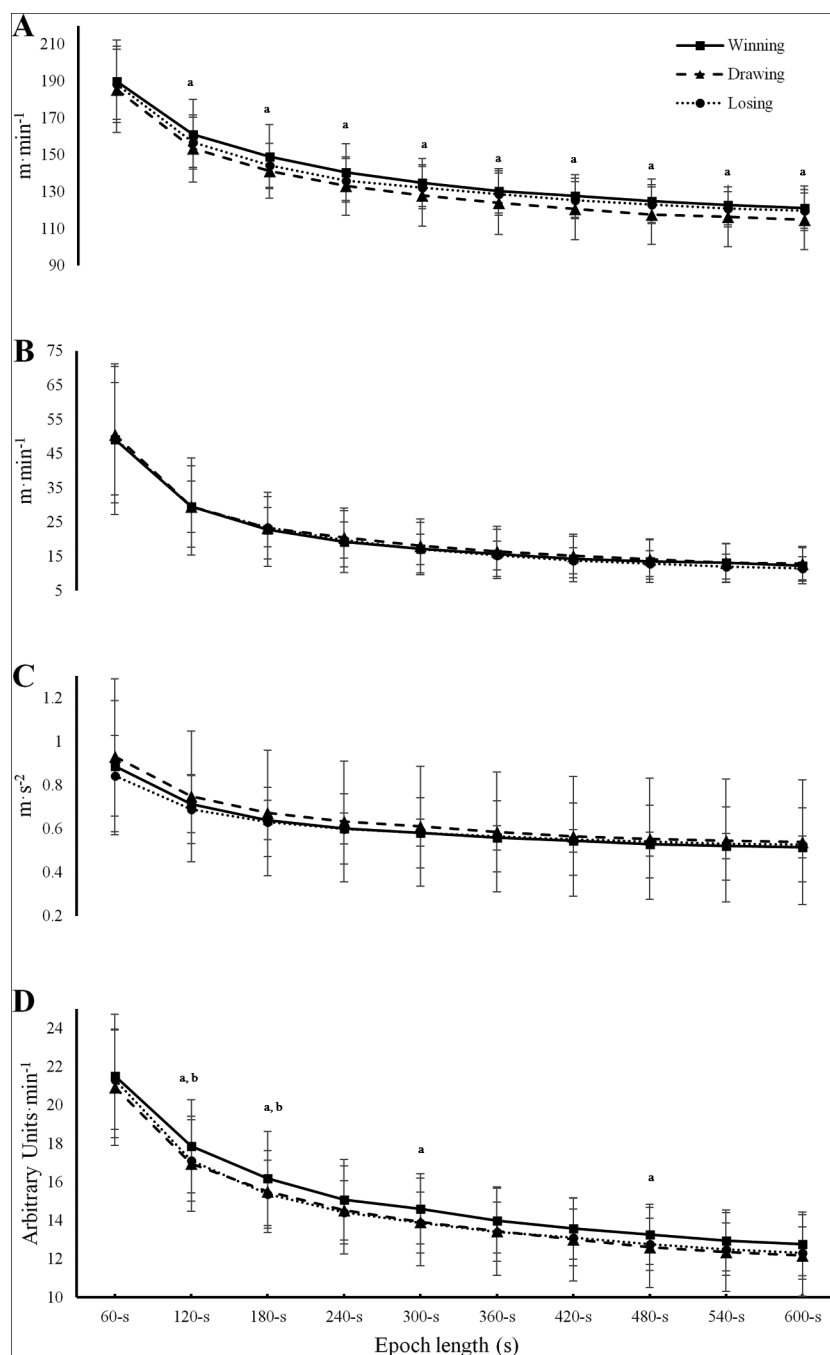 A
210
190
170
150
130
110
90
m·min-1
Winning
Drawing
Losing
a
a
a
a
a
a
a
a
a
B
75
65
55
45
35
25
15
5
m·min-1
C
1.2
1
0.8
0.6
0.4
0.2
m·s-2
D
24
22
20
18
16
14
12
10
Arbitrary Units·min-1
a, b
a, b
a
a
60-s 120-s 180-s 240-s 300-s 360-s 420-s 480-s 540-s 600-s
Epoch length (s)